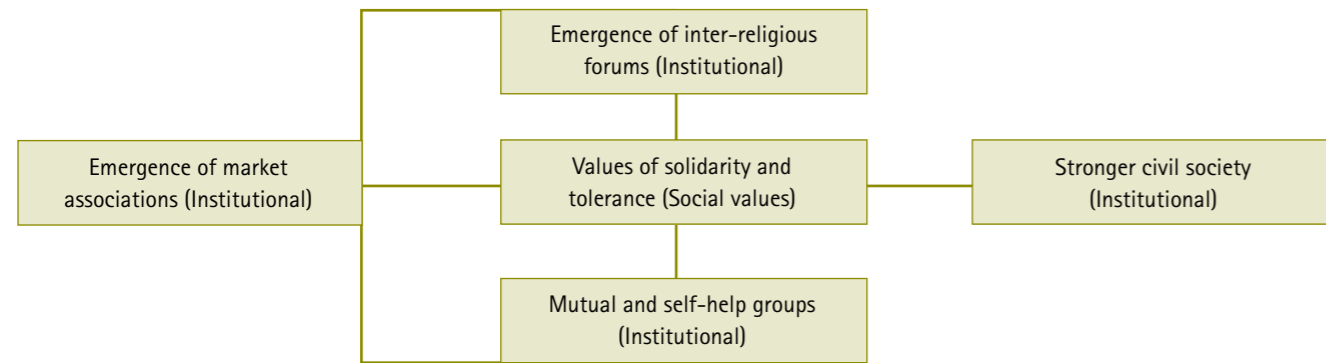 Emergence of inter-religious
forums (Institutional)
Emergence of market
associations (Institutional)
Values of solidarity and
tolerance (Social values)
Stronger civil society
(Institutional)
Mutual and self-help groups
(Institutional)